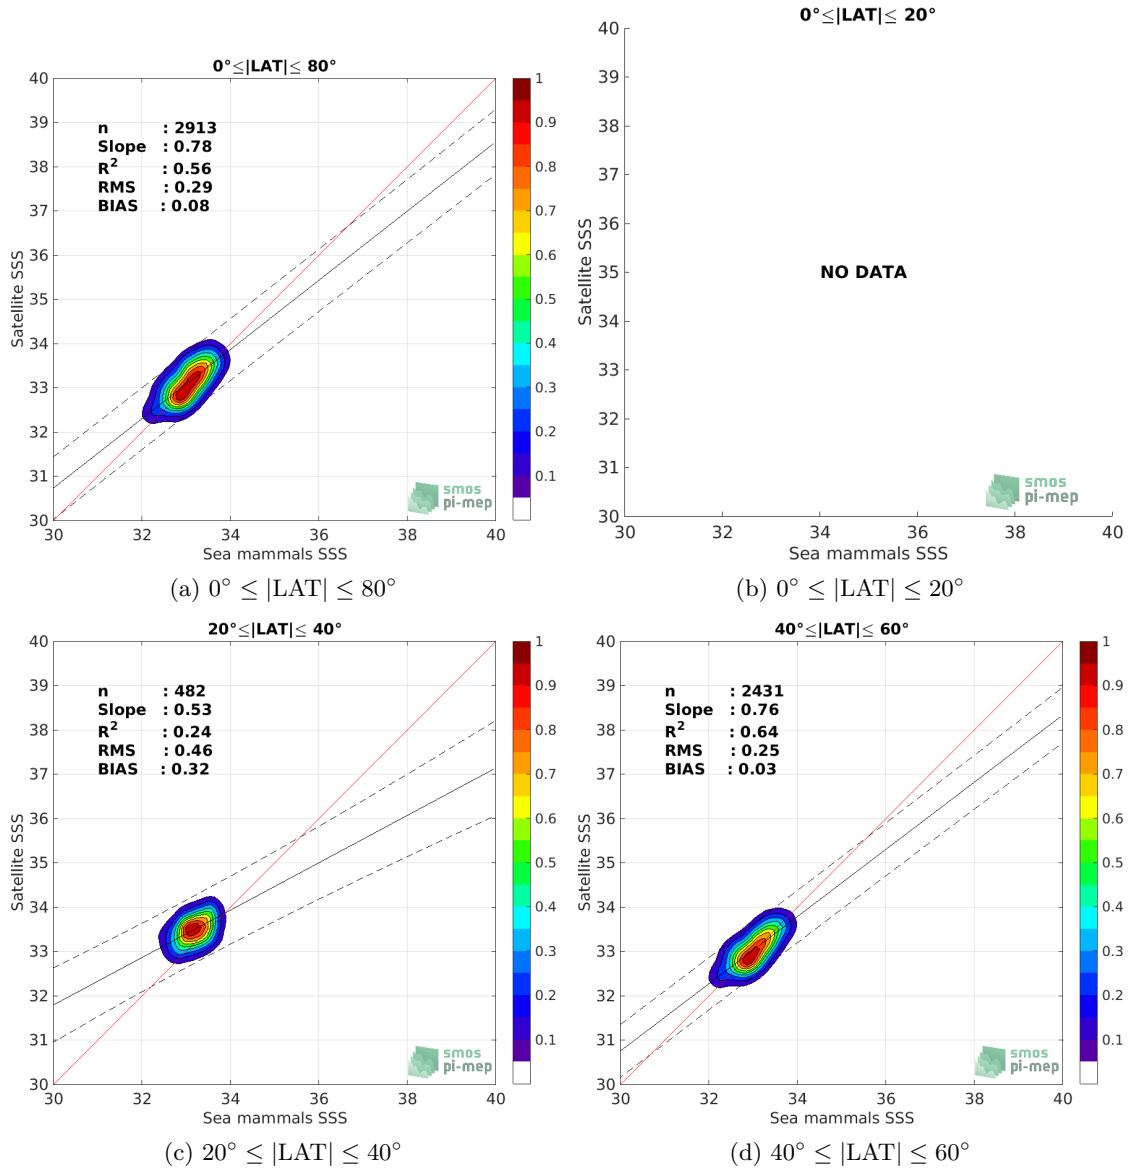 0°≤|LAT|≤ 80°
40
39
38
37
36
35
34
33
32
31
30
n : 2913
Slope : 0.78
R² : 0.56
RMS : 0.29
BIAS : 0.08
Satellite SSS
smos
pi-mep
30 32 34 36 38 40
Sea mammals SSS
1
0.9
0.8
0.7
0.6
0.5
0.4
0.3
0.2
0.1
(a) 0° ≤ |LAT| ≤ 80°
0°≤|LAT|≤ 20°
40
39
38
37
36
35
34
33
32
31
30
Satellite SSS
NO DATA
smos
pi-mep
30 32 34 36 38 40
Sea mammals SSS
(b) 0° ≤ |LAT| ≤ 20°
20°≤|LAT|≤ 40°
40
39
38
37
36
35
34
33
32
31
30
n : 482
Slope : 0.53
R² : 0.24
RMS : 0.46
BIAS : 0.32
Satellite SSS
smos
pi-mep
30 32 34 36 38 40
Sea mammals SSS
1
0.9
0.8
0.7
0.6
0.5
0.4
0.3
0.2
0.1
(c) 20° ≤ |LAT| ≤ 40°
40°≤|LAT|≤ 60°
40
39
38
37
36
35
34
33
32
31
30
n : 2431
Slope : 0.76
R² : 0.64
RMS : 0.25
BIAS : 0.03
Satellite SSS
smos
pi-mep
30 32 34 36 38 40
Sea mammals SSS
1
0.9
0.8
0.7
0.6
0.5
0.4
0.3
0.2
0.1
(d) 40° ≤ |LAT| ≤ 60°